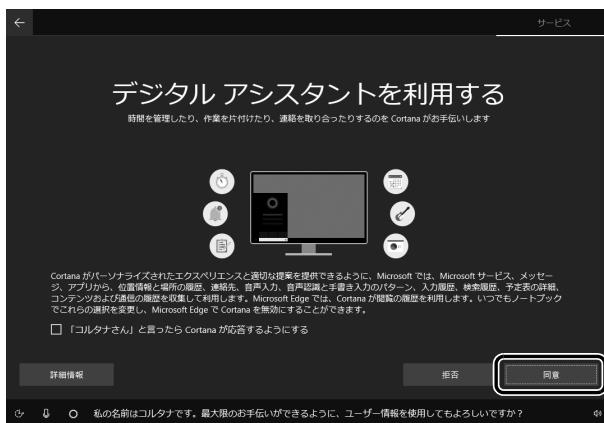 サービス
デジタル アシスタントを利用する
時間を管理したり、作業を片付けたり、連絡を取り合ったりするのを Cortana がお手伝いします
Cortana がパーソナライズされたエクスペリエンスと適切な提案を提供できるように、Microsoft では、Microsoft サービス、メッセー
ジ、アプリから、位置情報と場所の履歴、連絡先、音声入力、音声認識と手書き入力のパターン、入力履歴、検索履歴、予定表の詳細、
コンテンツおよび通信の履歴を収集して利用します。Microsoft Edge では、Cortana が閲覧の履歴を利用します。いつでもノートブック
でこれらの選択を変更し、Microsoft Edge で Cortana を無効にすることができます。
「コルタナさん」と言ったら Cortana が応答するようにする
詳細情報
拒否
同意
私の名前はコルタナです。最大限のお手伝いができるように、ユーザー情報を使用してもよろしいですか？